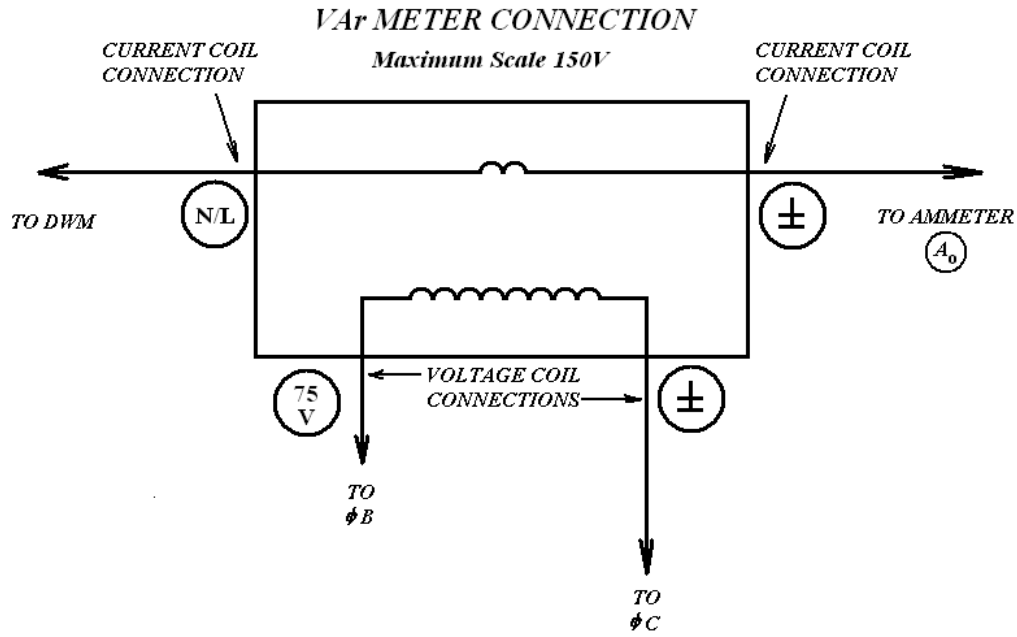 VAr METER CONNECTION
Maximum Scale 150V
CURRENT COIL
CONNECTION
CURRENT COIL
CONNECTION
TO DWM
N/L
±
TO AMMETER
A₀
75
V
VOLTAGE COIL
CONNECTIONS
±
TO
ϕB
TO
ϕC